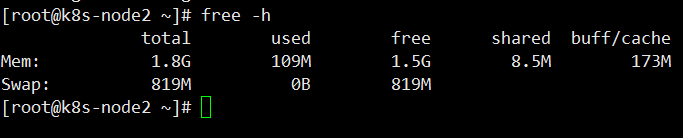 [root@k8s-node2 ~]# free -h
              total        used        free      shared  buff/cache
Mem:           1.8G        109M        1.5G        8.5M        173M
Swap:          819M          0B        819M
[root@k8s-node2 ~]#